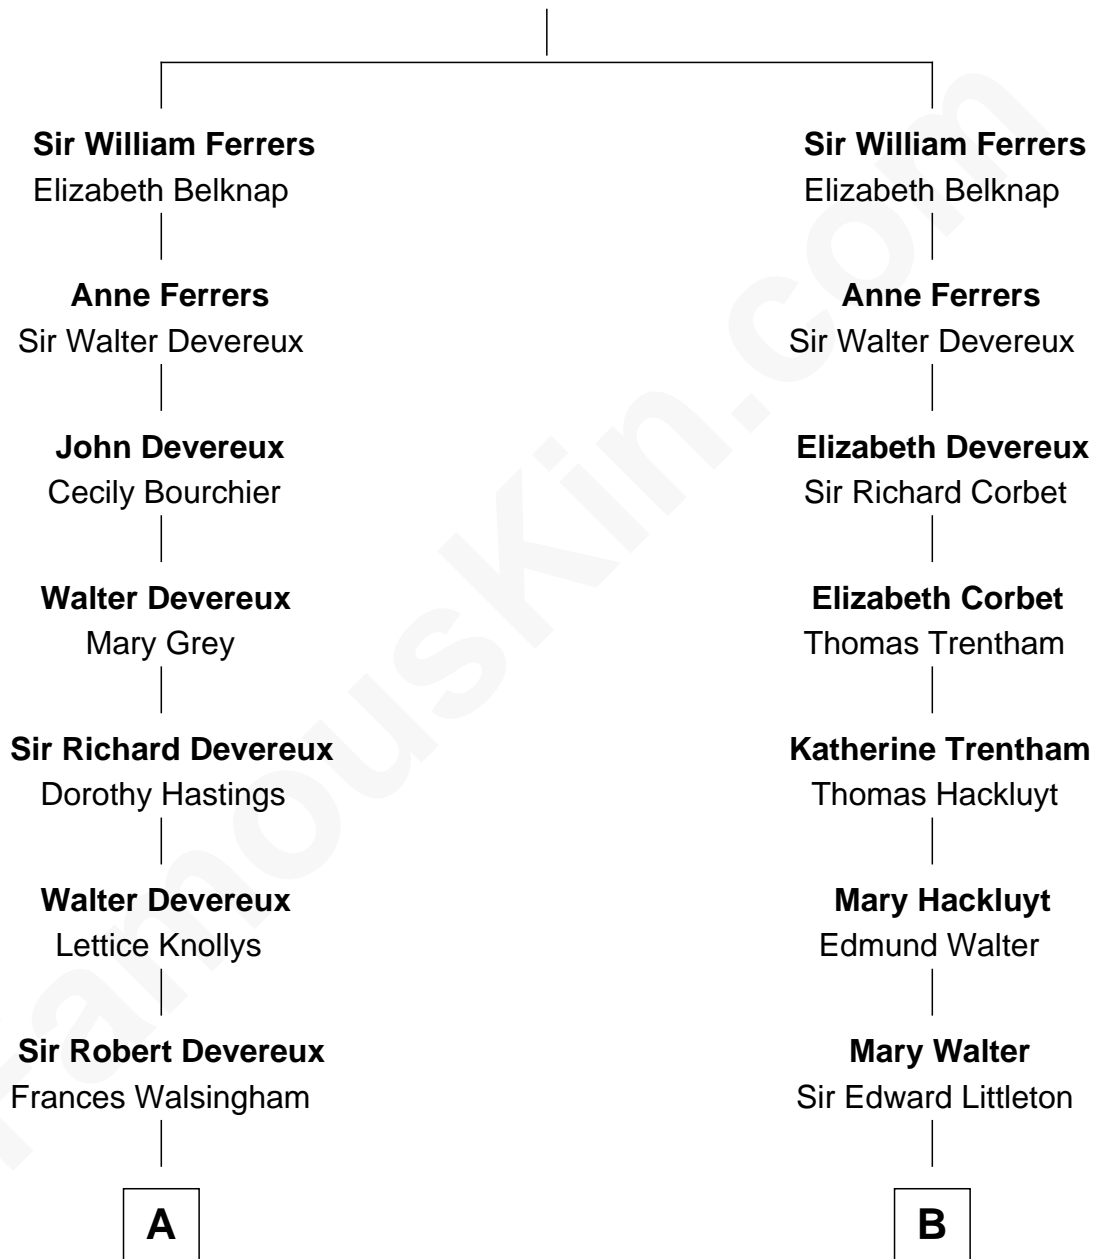 Sir William Ferrers
Elizabeth Belknap
Anne Ferrers
Sir Walter Devereux
John Devereux
Cecily Bourchier
Walter Devereux
Mary Grey
Sir Richard Devereux
Dorothy Hastings
Walter Devereux
Lettice Knollys
Sir Robert Devereux
Frances Walsingham
A
Sir William Ferrers
Elizabeth Belknap
Anne Ferrers
Sir Walter Devereux
Elizabeth Devereux
Sir Richard Corbet
Elizabeth Corbet
Thomas Trentham
Katherine Trentham
Thomas Hackluyt
Mary Hackluyt
Edmund Walter
Mary Walter
Sir Edward Littleton
B
FamousKin.com